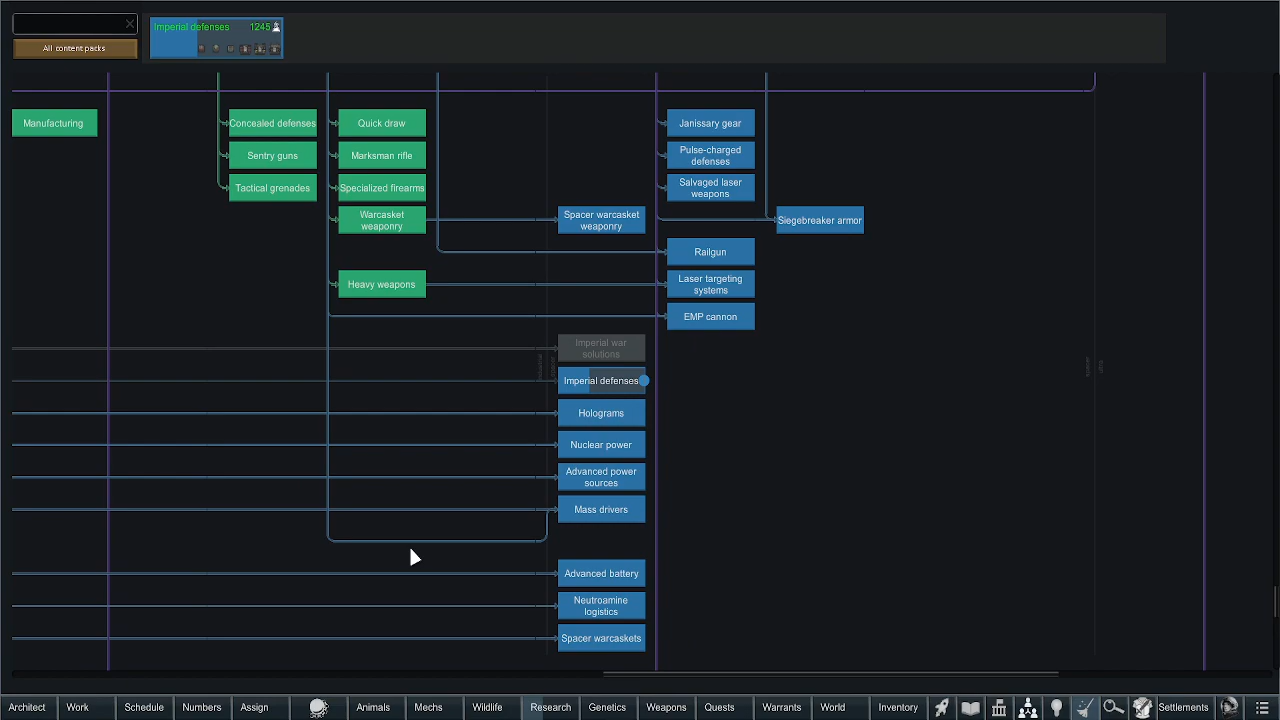 Imperial defenses 1245
All content packs
Manufacturing
Concealed defenses
Quick draw
Janissary gear
Sentry guns
Marksman rifle
Pulse-charged
defenses
Tactical grenades
Specialized firearms
Salvaged laser
weapons
Warcasket
weaponry
Spacer warcasket
weaponry
Siegebreaker armor
Railgun
Heavy weapons
Laser targeting
systems
EMP cannon
Imperial war
solutions
Imperial defenses
Holograms
Nuclear power
Advanced power
sources
Mass drivers
Advanced battery
Neutroamine
logistics
Spacer warcaskets
Architect
Work
Schedule
Numbers
Assign
Animals
Mechs
Wildlife
Research
Genetics
Weapons
Quests
Warrants
World
Inventory
Settlements